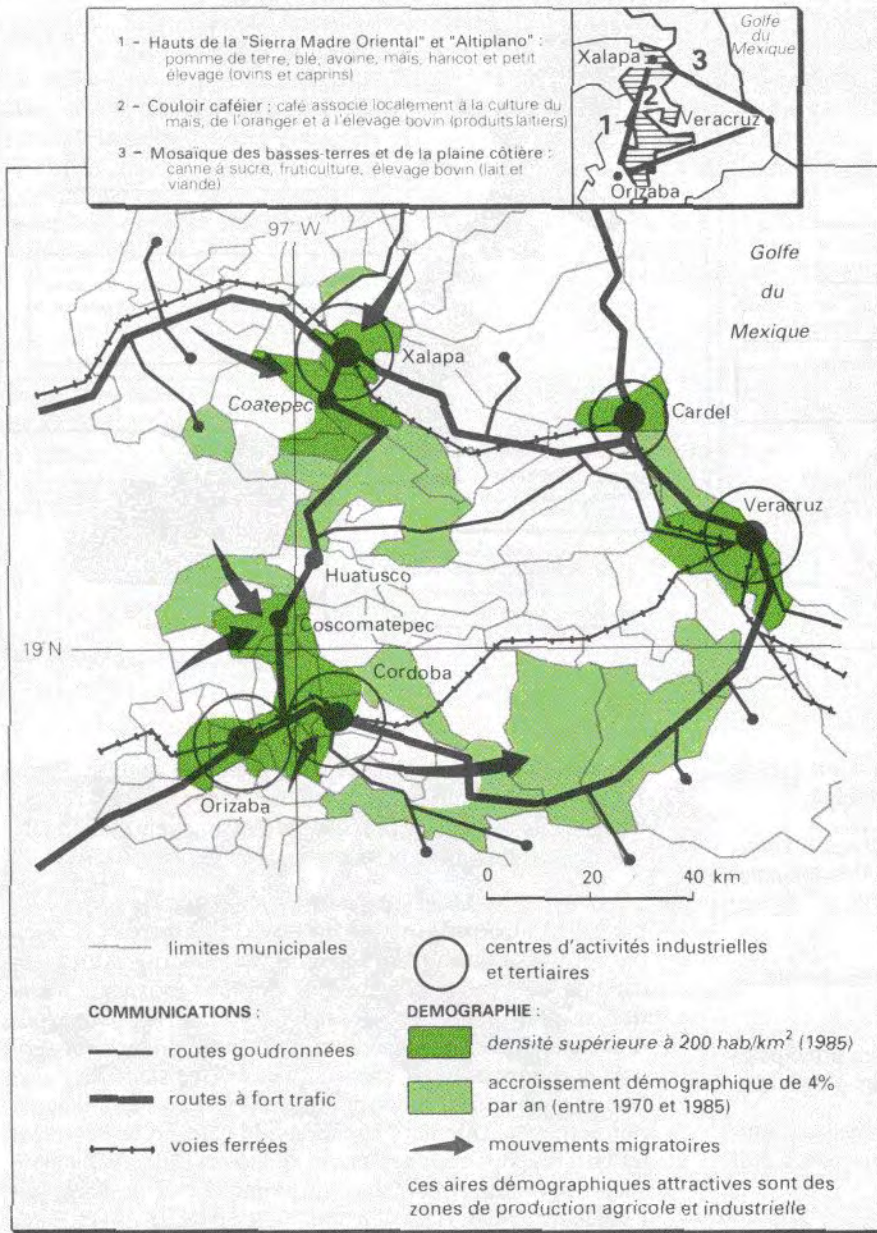 1 - Hauts de la "Sierra Madre Oriental" et "Altiplano" :
pomme de terre, blé, avoine, maïs, haricot et petit
élevage (ovins et caprins)
2 - Couloir caféier : café associé localement à la culture du
maïs, de l'oranger et à l'élevage bovin (produits laitiers)
3 - Mosaïque des basses-terres et de la plaine côtière :
canne à sucre, fruticulture, élevage bovin (lait et
viande)
Golfe
du
Mexique
Xalapa
3
2
1
Veracruz
Orizaba
97° W
Golfe
du
Mexique
Xalapa
Coatepec
Cardel
Veracruz
Huatusco
Coscomatepec
19°N
Cordoba
Orizaba
0 20 40 km
limites municipales
centres d'activités industrielles
et tertiaires
COMMUNICATIONS :
routes goudronnées
routes à fort trafic
voies ferrées
DEMOGRAPHIE :
densité supérieure à 200 hab/km² (1985)
accroissement démographique de 4%
par an (entre 1970 et 1985)
mouvements migratoires
ces aires démographiques attractives sont des
zones de production agricole et industrielle